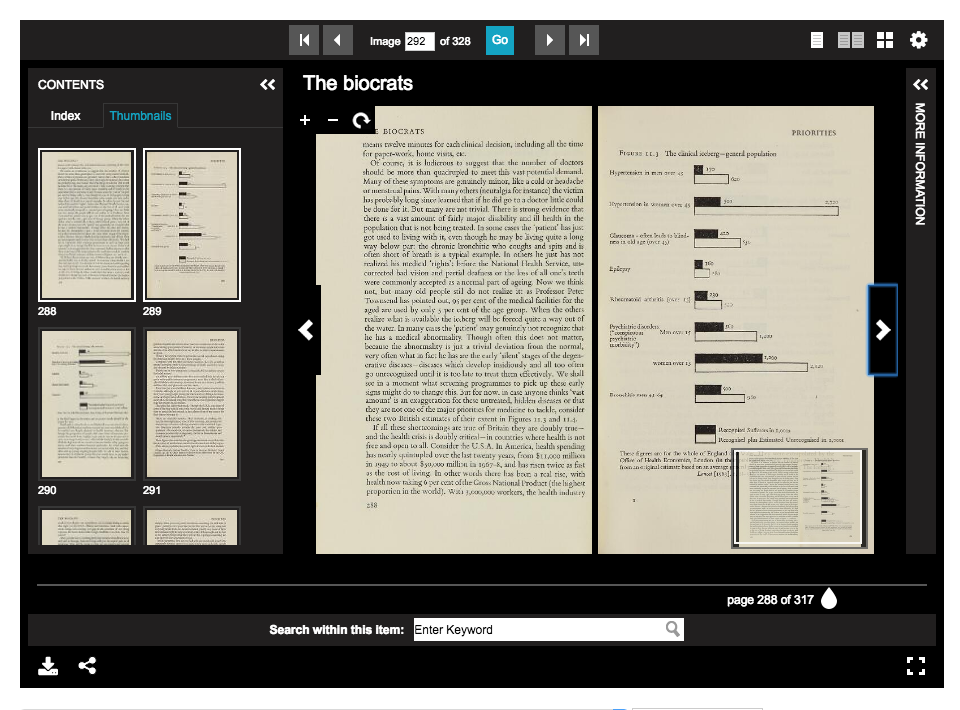 Image 292 of 328 Go
CONTENTS
Index Thumbnails
288 289
290 291
The biocrats
BIOCRATS
means twelve minutes for each clinical decision, including all the time
for paper-work, home visits, etc.
Of course, it is ludicrous to suggest that the number of doctors
should be more than quadrupled to meet this vast potential demand.
Many of these symptoms are genuinely minor, like a cold or headache
or menstrual pains. With many others (neuralgia for instance) the victim
has probably long since learned that if he did go to a doctor little could
be done for it. But many are not trivial. There is strong evidence that
there is a vast amount of fairly major disability and ill health in the
population that is not being treated. In some cases the 'patient' has just
got used to living with it, even though he may be living quite a long
way below par: the chronic bronchitic who coughs and spits and is
often short of breath is a typical example. In others he just has not
realized his medical 'rights': before the National Health Service, un-
corrected bad vision and partial deafness or the loss of all one's teeth
were commonly accepted as a normal part of ageing. Now we think
not, but many old people still do not realize it: as Professor Peter
Townsend has pointed out, 95 per cent of the medical facilities for the
aged are used by only 5 per cent of the age group. When the others
realize what is available the iceberg will be forced quite a way out of
the water. In many cases the 'patient' may genuinely not recognize that
he has a medical abnormality. Though often this does not matter,
because the abnormality is just a trivial deviation from the normal,
very often what in fact he has are the early 'silent' stages of the degen-
erative diseases—diseases which develop insidiously and all too often
go unrecognized until it is too late to treat them effectively. We shall
see in a moment what screening programmes to pick up these early
signs might do to change this. But for now, in case anyone thinks 'vast
amount' is an exaggeration for these untreated, hidden diseases or that
they are not one of the major priorities for medicine to tackle, consider
these two British estimates of their extent in Figures 11.3 and 11.4.
If all these shortcomings are true of Britain they are doubly true—
and the health crisis is doubly critical—in countries where health is not
free and open to all. Consider the U.S.A. In America, health spending
has nearly quintupled over the last twenty years, from $11,000 million
in 1949 to about $50,000 million in 1967–8, and has risen twice as fast
as the cost of living. In other words there has been a real rise, with
health now taking 6 per cent of the Gross National Product (the highest
proportion in the world). With 3,000,000 workers, the health industry
288
PRIORITIES
FIGURE 11.3 The clinical iceberg—general population
Hypertension in men over 45
170
620
Hypertension in women over 45
500
Glaucoma – often leads to blind-
ness in old age (over 45)
Epilepsy
160
280
Rheumatoid arthritis (over 15)
230
Psychiatric disorders
("conspicuous
psychiatric
morbidity")
Men over 15
560
women over 15
Bronchitis men 45–64
500
Recognized Sufferers in 1,000s
Recognized plus Estimated Unrecognized in 1,000s
These figures are for the whole of England
Office of Health Economics, London (in the
from an original estimate based on an average
Lancet
MORE INFORMATION
page 288 of 317
Search within this item: Enter Keyword